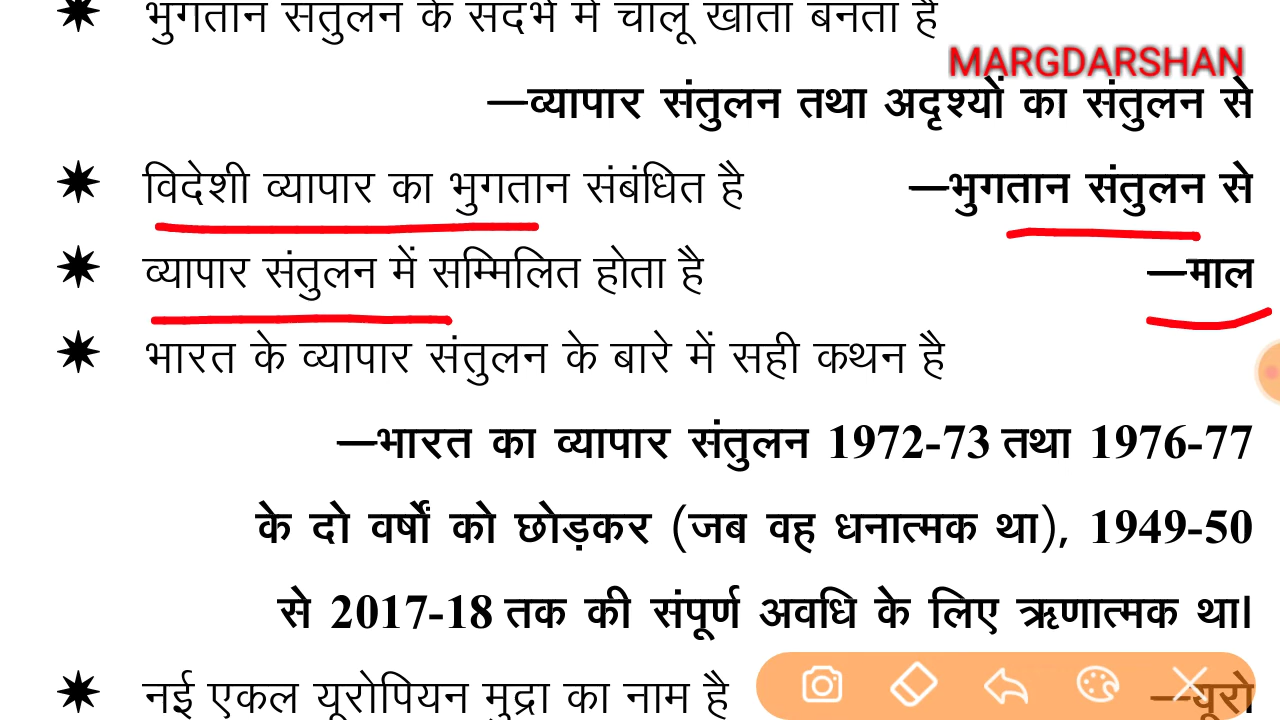 भुगतान संतुलन के संदर्भ में चालू खाता बनता है
MARGDARSHAN
—व्यापार संतुलन तथा अदृश्यों का संतुलन से
✷ विदेशी व्यापार का भुगतान संबंधित है —भुगतान संतुलन से
✷ व्यापार संतुलन में सम्मिलित होता है —माल
✷ भारत के व्यापार संतुलन के बारे में सही कथन है
—भारत का व्यापार संतुलन 1972-73 तथा 1976-77
के दो वर्षों को छोड़कर (जब वह धनात्मक था), 1949-50
से 2017-18 तक की संपूर्ण अवधि के लिए ऋणात्मक था।
✷ नई एकल यूरोपियन मुद्रा का नाम है —यूरो